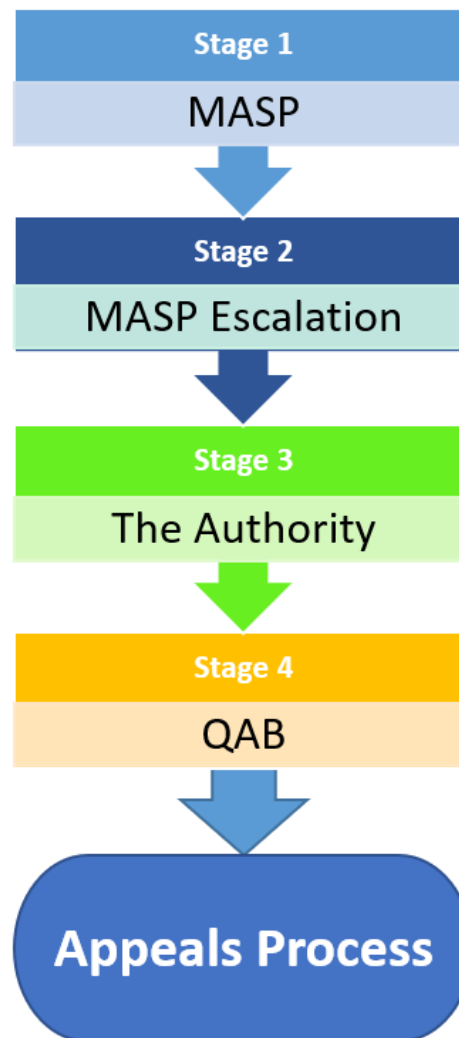 Stage 1
MASP
Stage 2
MASP Escalation
Stage 3
The Authority
Stage 4
QAB
Appeals Process